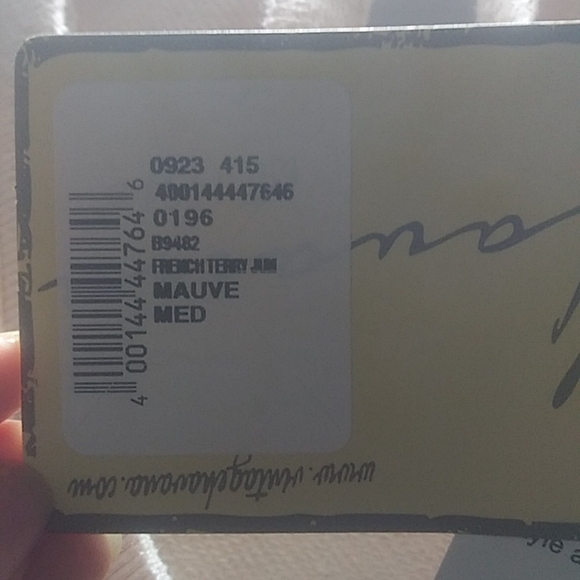 0923 415
400144447646
0196
B9482
FRENCH TERRY JUM
MAUVE
MED
4 00144 44764 6
www.vintagehavana.com